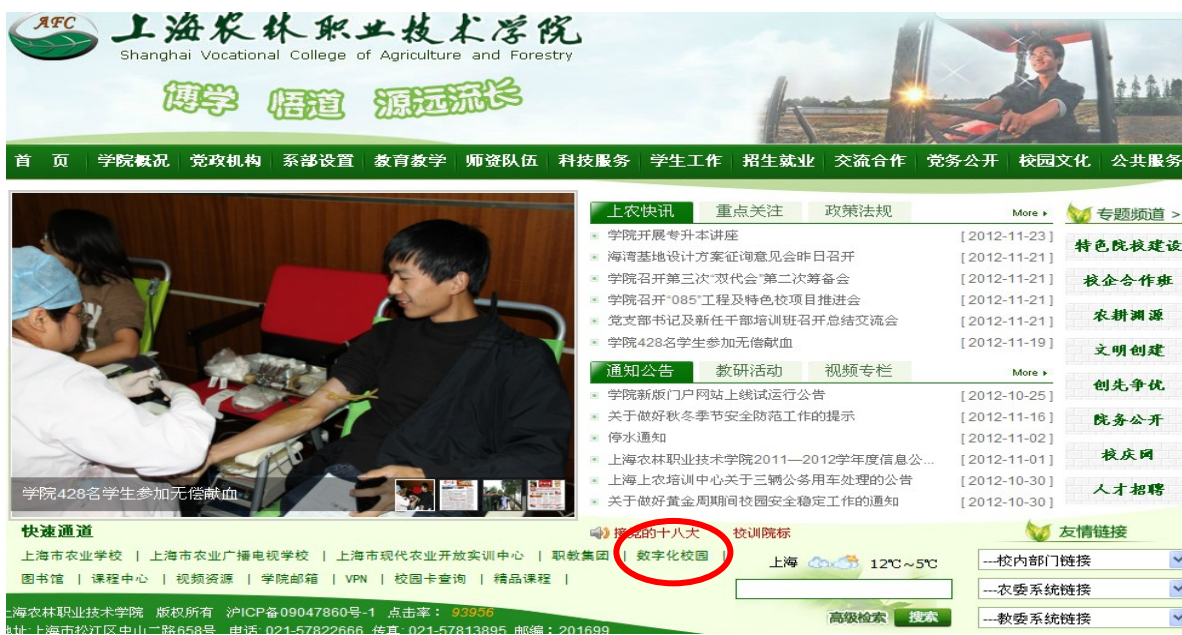 AFC
上海农林职业技术学院
Shanghai Vocational College of Agriculture and Forestry
博学 悟道 源远流长
首 页 学院概况 党政机构 系部设置 教育教学 师资队伍 科技服务 学生工作 招生就业 交流合作 党务公开 校园文化 公共服务
上农快讯 重点关注 政策法规 More
学院开展专升本讲座 [2012-11-23]
海湾基地设计方案征询意见会昨日召开 [2012-11-21]
学院召开第三次“双代会”第二次筹备会 [2012-11-21]
学院召开“085”工程及特色校项目推进会 [2012-11-21]
党支部书记及新任干部培训班召开总结交流会 [2012-11-21]
学院428名学生参加无偿献血 [2012-11-19]
通知公告 教研活动 视频专栏 More
学院新版门户网站上线试运行公告 [2012-10-25]
关于做好秋冬季节安全防范工作的提示 [2012-11-16]
停水通知 [2012-11-02]
上海农林职业技术学院2011—2012学年度信息公... [2012-11-01]
上海上农培训中心关于三辆公务用车处理的公告 [2012-10-30]
关于做好黄金周期间校园安全稳定工作的通知 [2012-10-30]
专题频道 >
特色院校建设
校企合作班
农耕渊源
文明创建
创先争优
院务公开
校庆网
人才招聘
学院428名学生参加无偿献血
快速通道
上海市农业学校 | 上海市农业广播电视学校 | 上海市现代农业开放实训中心 | 职教集团 | 数字化校园 |
图书馆 | 课程中心 | 视频资源 | 学院邮箱 | VPN | 校园卡查询 | 精品课程 |
的十八大 校训院标
上海 12℃～5℃
高级检索 搜索
友情链接
---校内部门链接
---农委系统链接
---教委系统链接
上海农林职业技术学院 版权所有 沪ICP备09047860号-1 点击率： 93956
地址:上海市松江区中山二路658号 电话: 021-57822666 传真: 021-57813895 邮编：201699